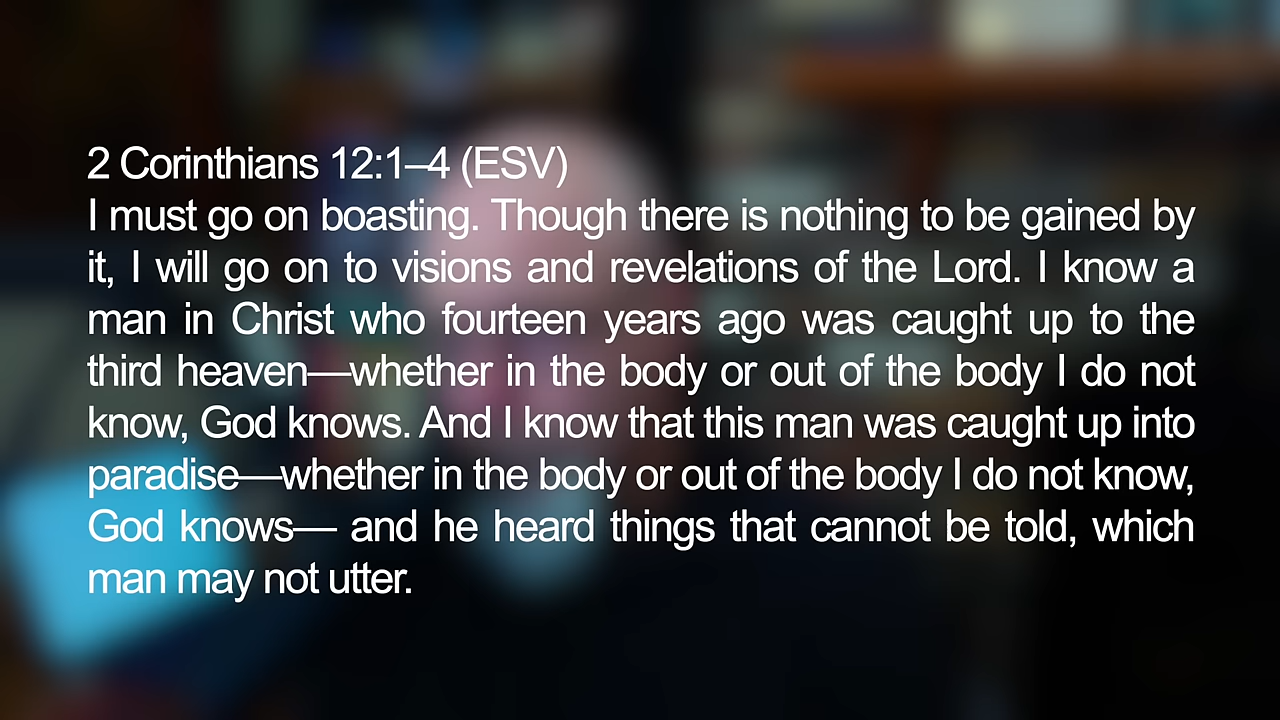 2 Corinthians 12:1–4 (ESV)
I must go on boasting. Though there is nothing to be gained by
it, I will go on to visions and revelations of the Lord. I know a
man in Christ who fourteen years ago was caught up to the
third heaven—whether in the body or out of the body I do not
know, God knows. And I know that this man was caught up into
paradise—whether in the body or out of the body I do not know,
God knows— and he heard things that cannot be told, which
man may not utter.